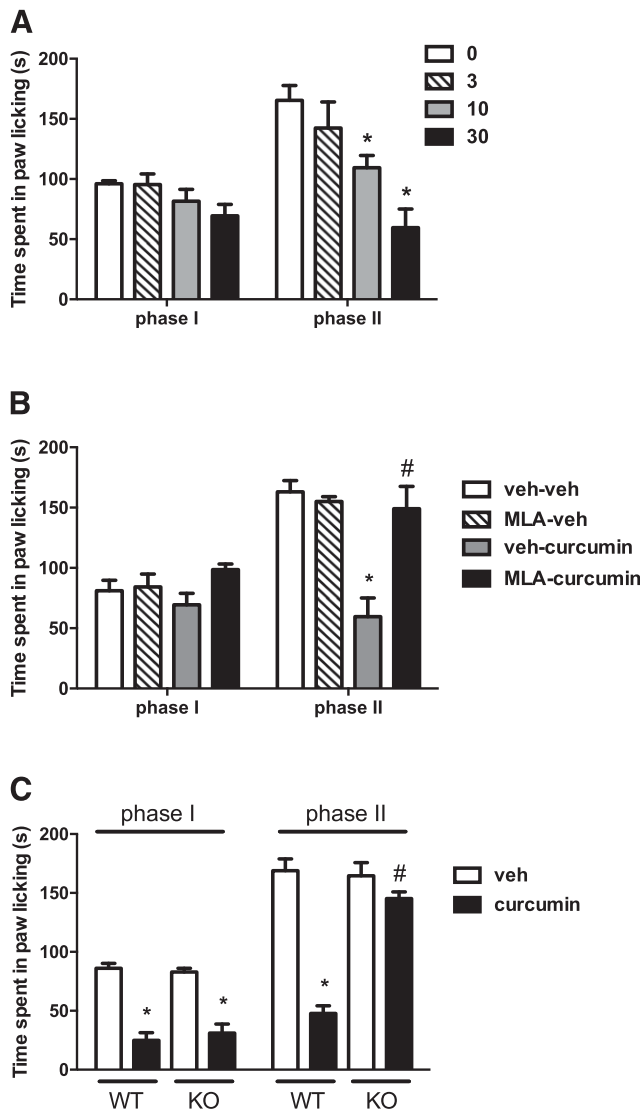 A
Time spent in paw licking (s)
200
150
100
50
0
phase I
phase II
*
*
0
3
10
30
B
Time spent in paw licking (s)
200
150
100
50
0
phase I
phase II
*
#
veh-veh
MLA-veh
veh-curcumin
MLA-curcumin
C
phase I
phase II
Time spent in paw licking (s)
200
150
100
50
0
*
*
*
#
WT
KO
WT
KO
veh
curcumin